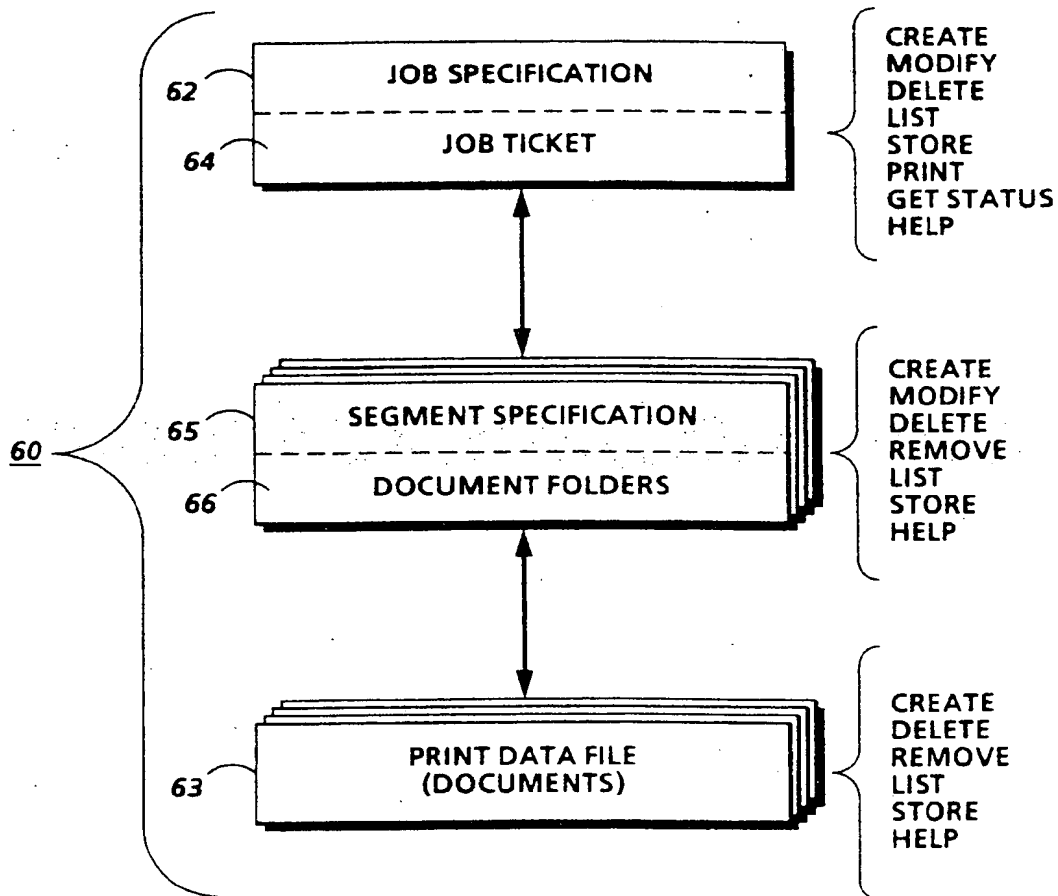 62
JOB SPECIFICATION
64
JOB TICKET
CREATE
MODIFY
DELETE
LIST
STORE
PRINT
GET STATUS
HELP
60
65
SEGMENT SPECIFICATION
66
DOCUMENT FOLDERS
CREATE
MODIFY
DELETE
REMOVE
LIST
STORE
HELP
63
PRINT DATA FILE
(DOCUMENTS)
CREATE
DELETE
REMOVE
LIST
STORE
HELP